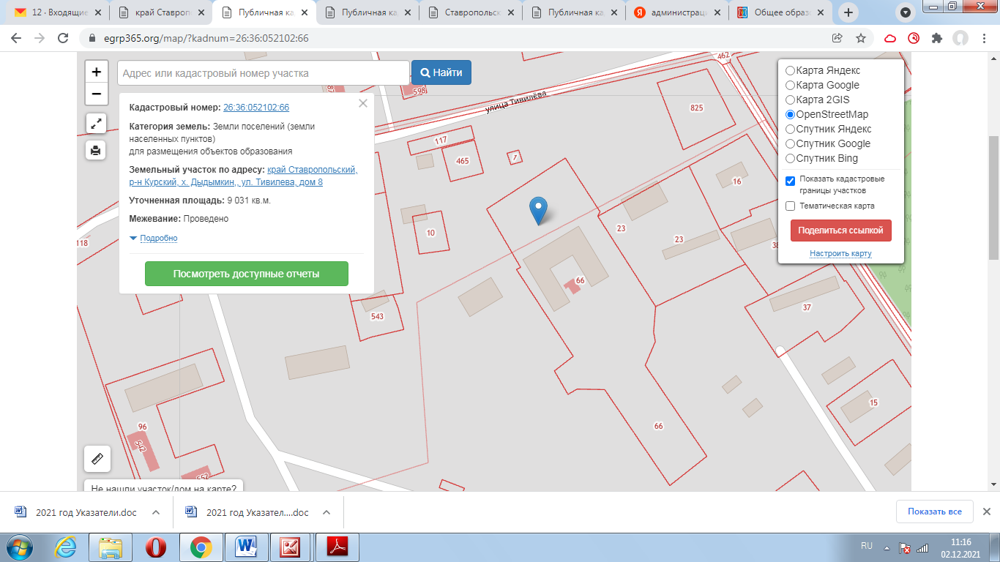 12 · Входящие
край Ставроп
Публичная ка
Публичная ка
Ставропольск
Публичная ка
администрац
Общее образ
egrp365.org/map/?kadnum=26:36:052102:66
Адрес или кадастровый номер участка
Найти
Кадастровый номер: 26:36:052102:66
Категория земель: Земли поселений (земли
населенных пунктов)
для размещения объектов образования
Земельный участок по адресу: край Ставропольский,
р-н Курский, х. Дыдымкин,, ул. Тивилева, дом 8
Уточненная площадь: 9 031 кв.м.
Межевание: Проведено
Подробно
Посмотреть доступные отчеты
Карта Яндекс
Карта Google
Карта 2GIS
OpenStreetMap
Спутник Яндекс
Спутник Google
Спутник Bing
Показать кадастровые
границы участков
Тематическая карта
Поделиться ссылкой
Настроить карту
улица Тивилева
87
598
462
825
117
465
7
16
10
23
23
38
118
66
543
37
66
15
96
542
552
94
Не нашли участок/дом на карте?
2021 год Указатели.doc
2021 год Указател....doc
Показать все
RU
11:16
02.12.2021